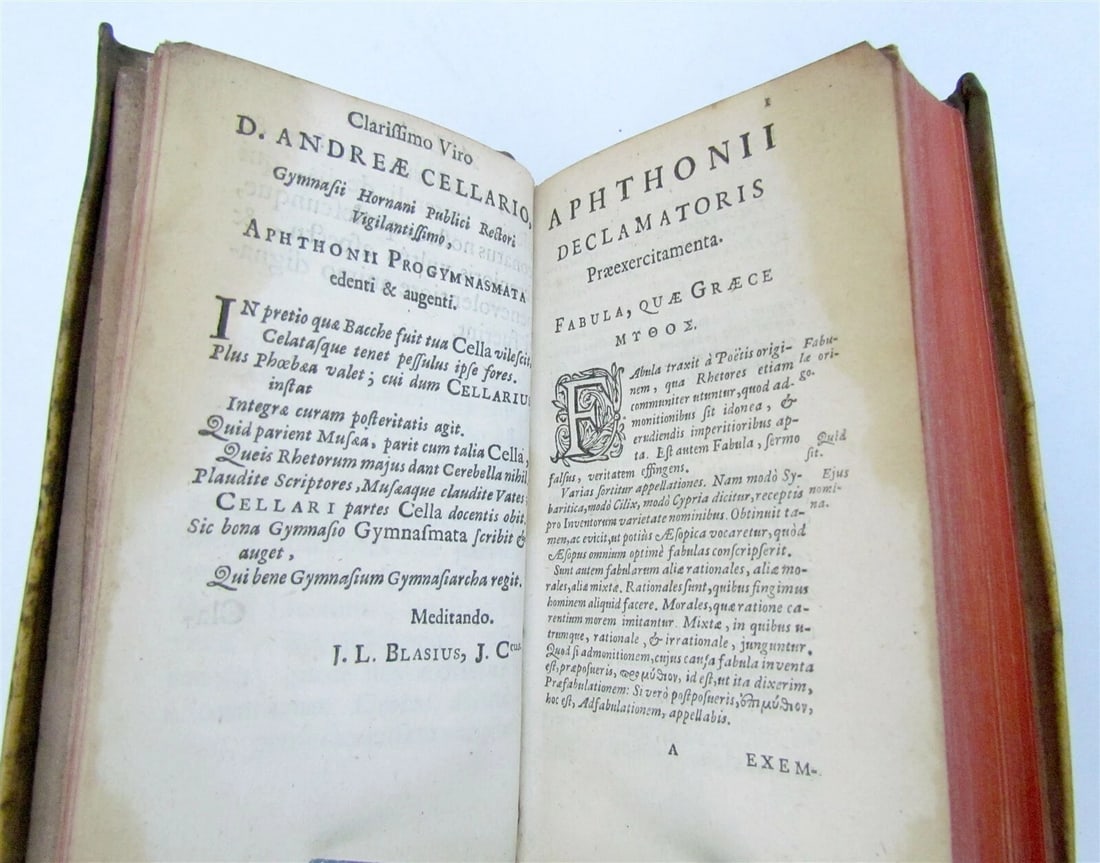 Clarissimo Viro
D. ANDREÆ CELLARIO,
Gymnasii Hornani Publici Rectori
Vigilantissimo,
APHTHONII PROGYMNASMATA
edenti & augenti.
IN pretio quæ Bacche fuit tua Cella vilescit,
Celatasque tenet pessulus ipse fores.
Plus Phœbæa valet; cui dum CELLARIUS
instat
Integræ curam posteritatis agit.
Quid parient Musæa, parit cum talia Cella,
Queis Rhetorum majus dant Cerebella nihil.
Plaudite Scriptores, Musæaque claudite Vates:
CELLARI partes Cella docentis obit.
Sic bona Gymnasio Gymnasmata scribit &
auget,
Qui bene Gymnasium Gymnasiarcha regit.
Meditando.
J. L. BLASIUS, J. Ctus.
1
APHTHONII
DECLAMATORIS
Præexercitamenta.
FABULA, QUÆ GRÆCE
ΜΥΘΟΣ.
FAbula traxit à Poëtis origi-
nem, qua Rhetores etiam
communiter utuntur, quod ad-
monitionibus sit idonea, &
erudiendis imperitioribus ap-
ta. Est autem Fabula, sermo
falsus, veritatem effingens.
Varias sortitur appellationes. Nam modò Sy-
baritica, modò Cilix, modò Cypria dicitur, receptis
pro Inventorum varietate nominibus. Obtinuit ta-
men, ac evicit, ut potiùs Æsopica vocaretur, quòd
Æsopus omnium optimè fabulas conscripserit.
Sunt autem fabularum aliæ rationales, aliæ mo-
rales, aliæ mixtæ. Rationales sunt, quibus fingimus
hominem aliquid facere. Morales, quæ ratione ca-
rentium morem imitantur. Mixtæ, in quibus u-
trumque, rationale, & irrationale, junguntur.
Quod si admonitionem, cujus causa fabula inventa
est, præposueris, προμύθιον, id est, ut ita dixerim,
Præfabulationem: Si verò postposueris, ἐπιμύθιον,
hoc est, Adfabulationem, appellabis.
Fabu-
læ ori-
go.
Quid
sit.
Ejus
nomi-
na.
A
EXEM-